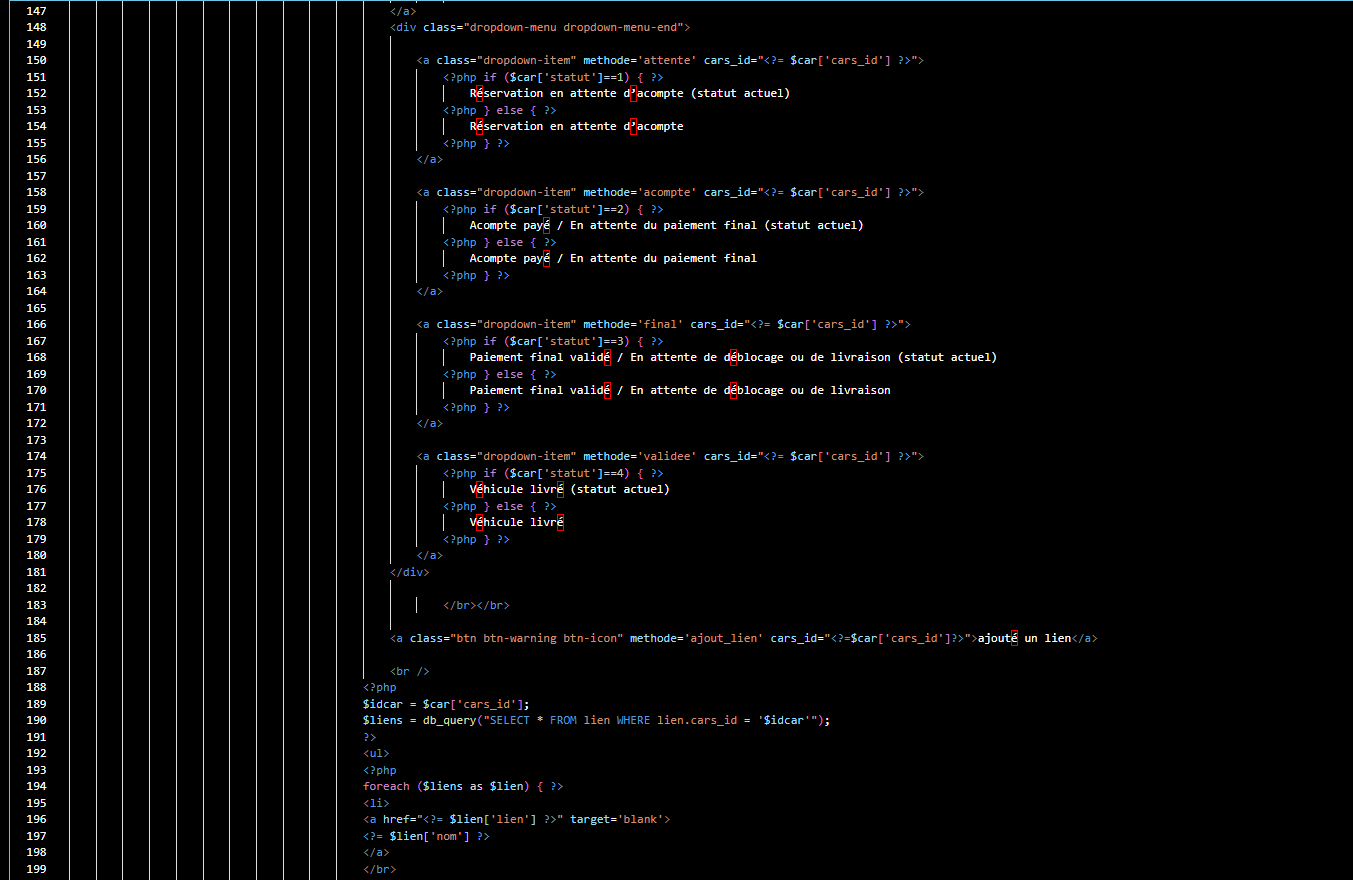 147 </a>
148 <div class="dropdown-menu dropdown-menu-end">
149
150 <a class="dropdown-item" methode='attente' cars_id="<?= $car['cars_id'] ?>">
151 <?php if ($car['statut']==1) { ?>
152 Réservation en attente d’acompte (statut actuel)
153 <?php } else { ?>
154 Réservation en attente d’acompte
155 <?php } ?>
156 </a>
157
158 <a class="dropdown-item" methode='acompte' cars_id="<?= $car['cars_id'] ?>">
159 <?php if ($car['statut']==2) { ?>
160 Acompte payé / En attente du paiement final (statut actuel)
161 <?php } else { ?>
162 Acompte payé / En attente du paiement final
163 <?php } ?>
164 </a>
165
166 <a class="dropdown-item" methode='final' cars_id="<?= $car['cars_id'] ?>">
167 <?php if ($car['statut']==3) { ?>
168 Paiement final validé / En attente de déblocage ou de livraison (statut actuel)
169 <?php } else { ?>
170 Paiement final validé / En attente de déblocage ou de livraison
171 <?php } ?>
172 </a>
173
174 <a class="dropdown-item" methode='validee' cars_id="<?= $car['cars_id'] ?>">
175 <?php if ($car['statut']==4) { ?>
176 Véhicule livré (statut actuel)
177 <?php } else { ?>
178 Véhicule livré
179 <?php } ?>
180 </a>
181 </div>
182
183 </br></br>
184
185 <a class="btn btn-warning btn-icon" methode='ajout_lien' cars_id="<?=$car['cars_id']?>">ajouté un lien</a>
186
187 <br />
188 <?php
189 $idcar = $car['cars_id'];
190 $liens = db_query("SELECT * FROM lien WHERE lien.cars_id = '$idcar'");
191 ?>
192 <ul>
193 <?php
194 foreach ($liens as $lien) { ?>
195 <li>
196 <a href="<?= $lien['lien'] ?>" target='blank'>
197 <?= $lien['nom'] ?>
198 </a>
199 </br>